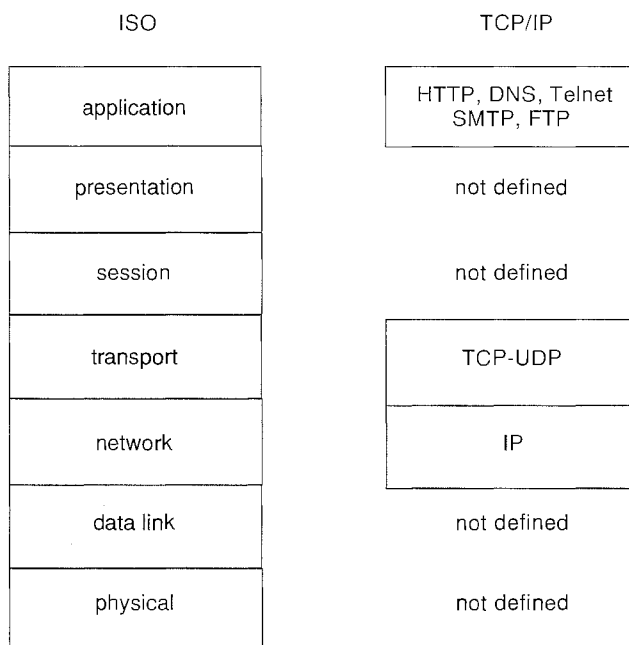 ISO
TCP/IP
application
HTTP, DNS, Telnet
SMTP, FTP
presentation
not defined
session
not defined
transport
TCP-UDP
network
IP
data link
not defined
physical
not defined